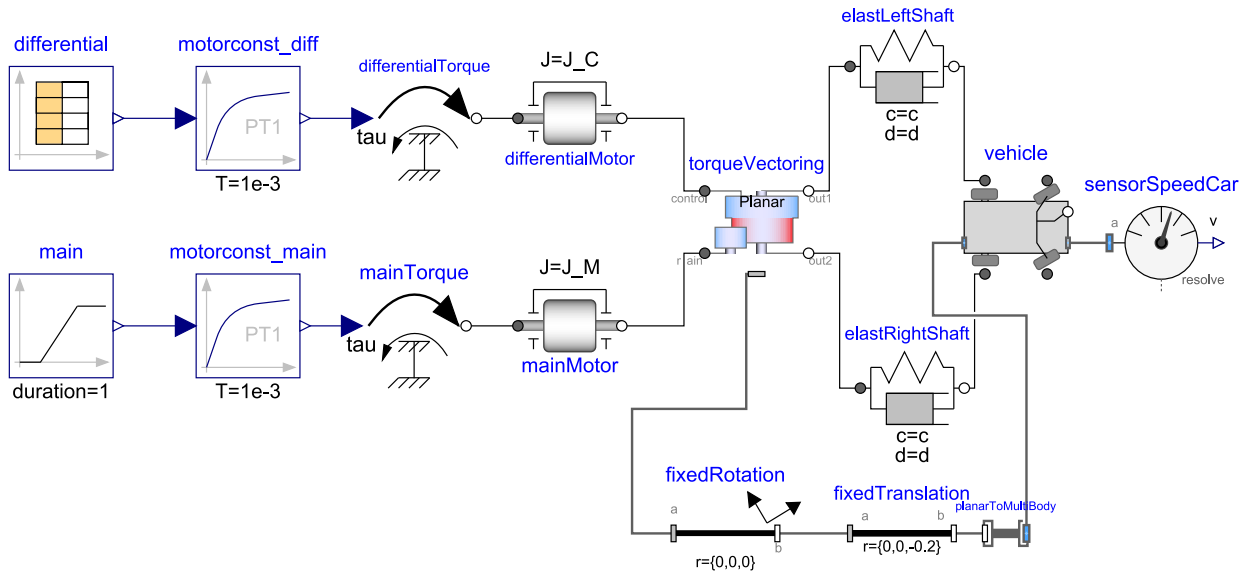 elastLeftShaft
differential
motorconst_diff
differentialTorque
J=J_C
PT1
tau
c=c
d=d
T=1e-3
differentialMotor
torqueVectoring
vehicle
sensorSpeedCar
control
Planar
out1
a
v
main
motorconst_main
mainTorque
J=J_M
out2
resolve
PT1
tau
elastRightShaft
duration=1
T=1e-3
mainMotor
c=c
d=d
fixedRotation
fixedTranslation
planarToMultiBody
a
b
a
b
r={0,0,0}
r={0,0,-0.2}